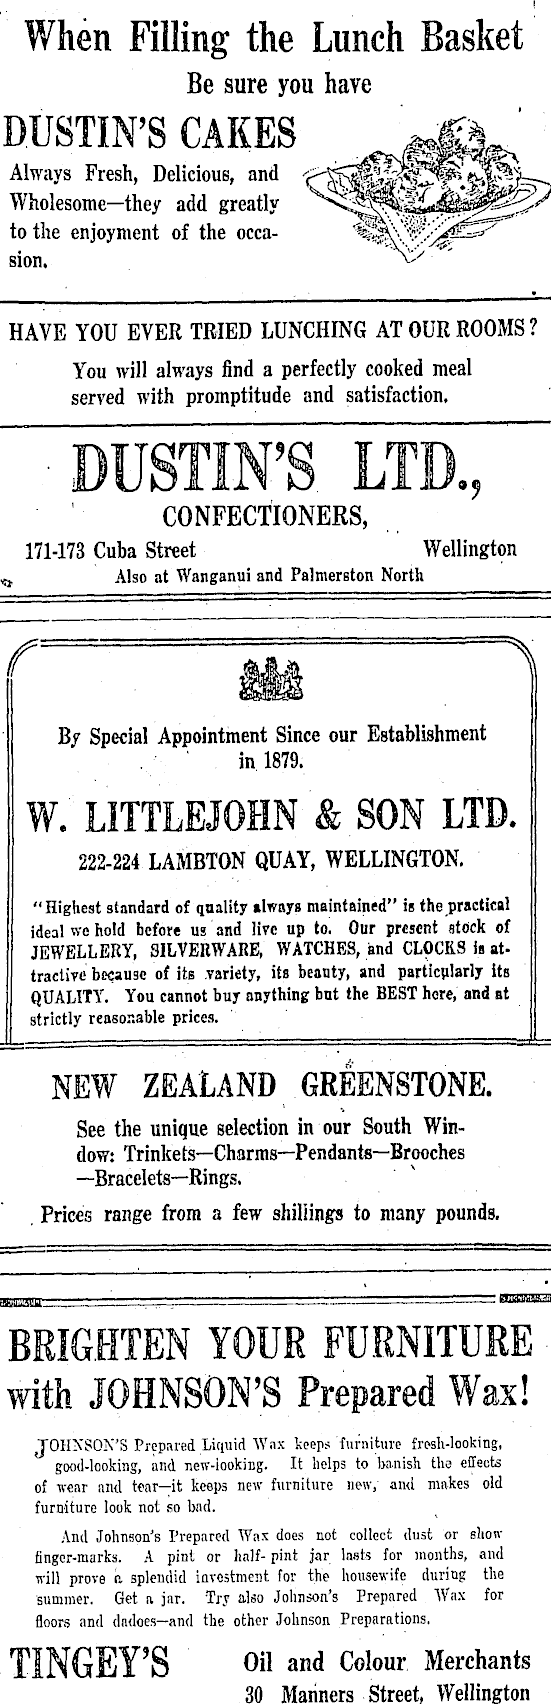 When Filling the Lunch Basket
Be sure you have
DUSTIN'S CAKES
Always Fresh, Delicious, and
Wholesome—they add greatly
to the enjoyment of the occa-
sion.
HAVE YOU EVER TRIED LUNCHING AT OUR ROOMS?
You will always find a perfectly cooked meal
served with promptitude and satisfaction.
DUSTIN'S LTD.,
CONFECTIONERS,
171-173 Cuba Street Wellington
Also at Wanganui and Palmerston North
By Special Appointment Since our Establishment
in 1879.
W. LITTLEJOHN & SON LTD.
222-224 LAMBTON QUAY, WELLINGTON.
"Highest standard of quality always maintained" is the practical
ideal we hold before us and live up to. Our present stock of
JEWELLERY, SILVERWARE, WATCHES, and CLOCKS is at-
tractive because of its variety, its beauty, and particularly its
QUALITY. You cannot buy anything but the BEST here, and at
strictly reasonable prices.
NEW ZEALAND GREENSTONE.
See the unique selection in our South Win-
dow: Trinkets—Charms—Pendants—Brooches
—Bracelets—Rings.
Prices range from a few shillings to many pounds.
BRIGHTEN YOUR FURNITURE
with JOHNSON'S Prepared Wax!
JOHNSON'S Prepared Liquid Wax keeps furniture fresh-looking,
good-looking, and new-looking. It helps to banish the effects
of wear and tear—it keeps new furniture new, and makes old
furniture look not so bad.
And Johnson's Prepared Wax does not collect dust or show
finger-marks. A pint or half-pint jar lasts for months, and
will prove a splendid investment for the housewife during the
summer. Get a jar. Try also Johnson's Prepared Wax for
floors and dadoes—and the other Johnson Preparations.
TINGEY'S Oil and Colour Merchants
30 Manners Street, Wellington